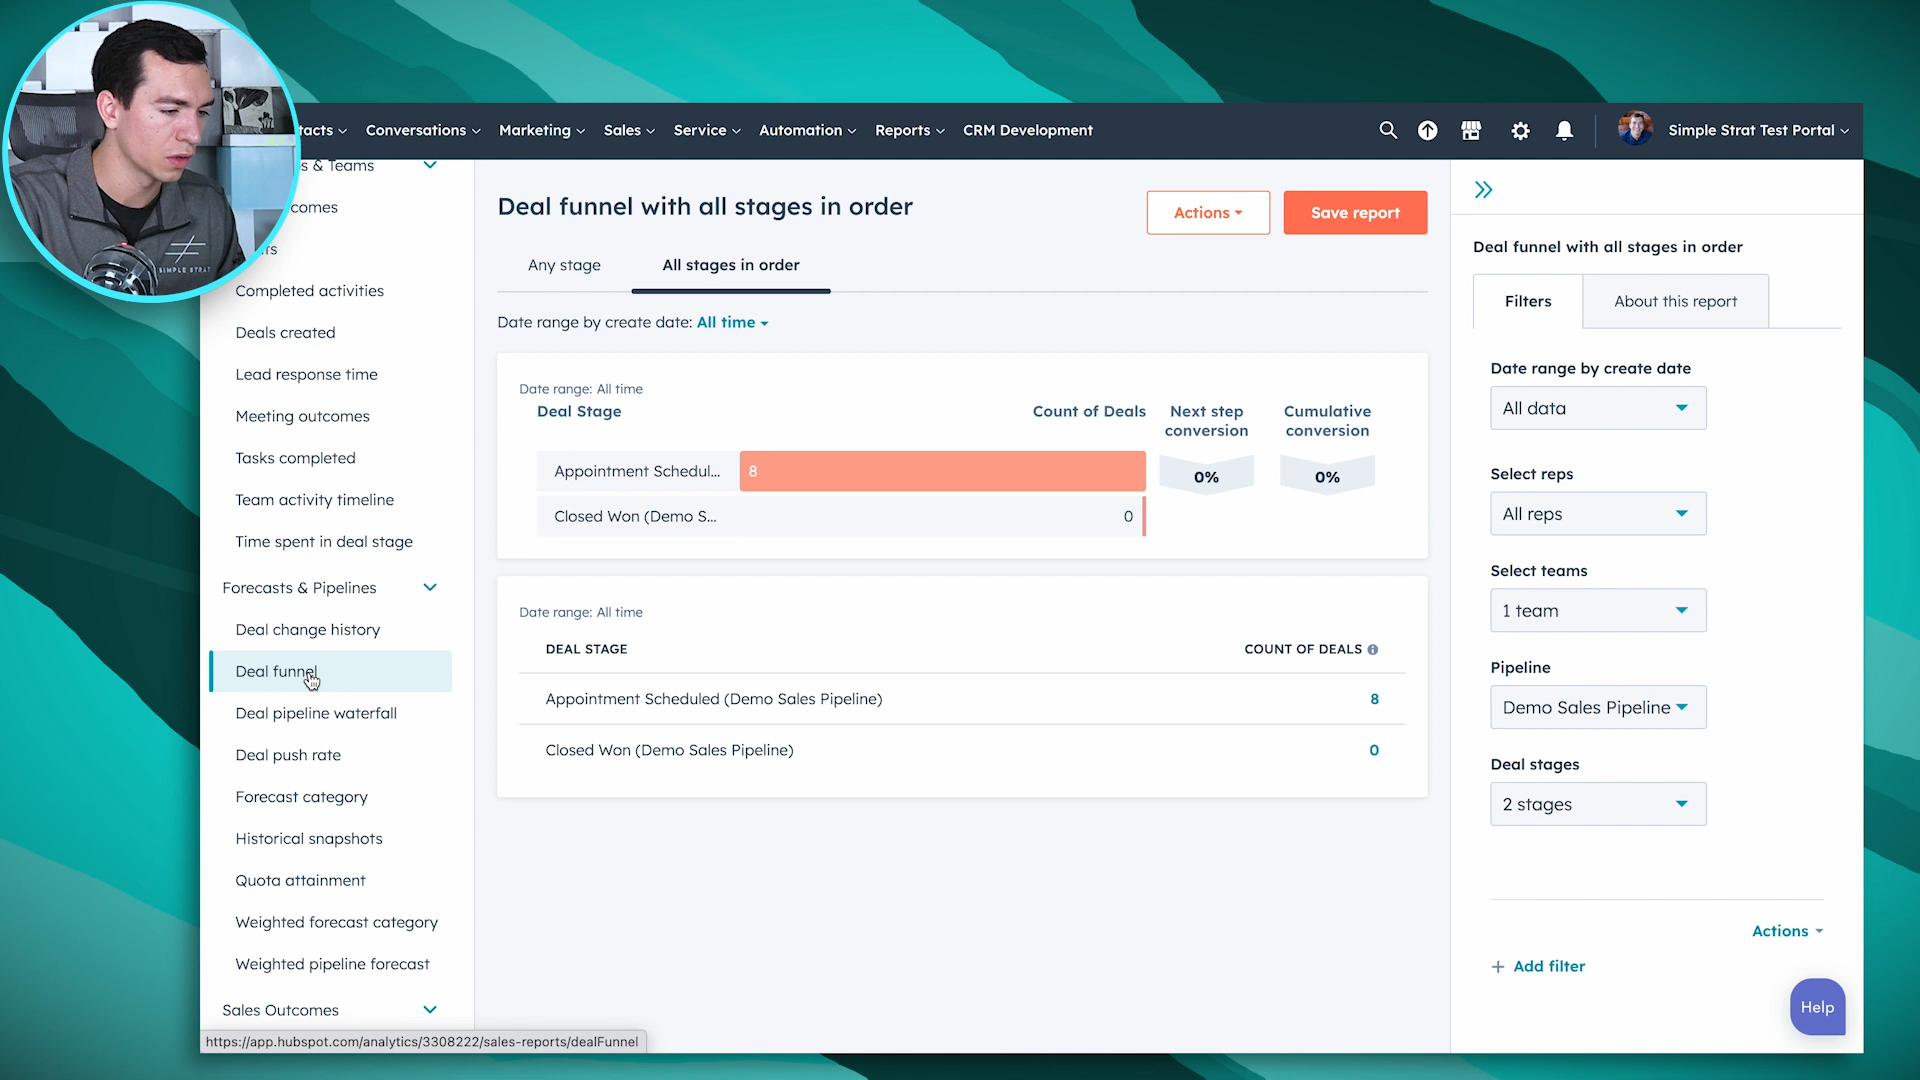 tacts
Conversations
Marketing
Sales
Service
Automation
Reports
CRM Development
Simple Strat Test Portal
s & Teams
comes
Completed activities
Deals created
Lead response time
Meeting outcomes
Tasks completed
Team activity timeline
Time spent in deal stage
Forecasts & Pipelines
Deal change history
Deal funnel
Deal pipeline waterfall
Deal push rate
Forecast category
Historical snapshots
Quota attainment
Weighted forecast category
Weighted pipeline forecast
Sales Outcomes
https://app.hubspot.com/analytics/3308222/sales-reports/dealFunnel
SIMPLE STRAT
Deal funnel with all stages in order
Actions
Save report
Any stage
All stages in order
Date range by create date: All time
Date range: All time
Deal Stage
Count of Deals
Next step
conversion
Cumulative
conversion
Appointment Schedul... 8
0%
0%
Closed Won (Demo S... 0
Date range: All time
DEAL STAGE
COUNT OF DEALS
Appointment Scheduled (Demo Sales Pipeline) 8
Closed Won (Demo Sales Pipeline) 0
Deal funnel with all stages in order
Filters
About this report
Date range by create date
All data
Select reps
All reps
Select teams
1 team
Pipeline
Demo Sales Pipeline
Deal stages
2 stages
Actions
+ Add filter
Help